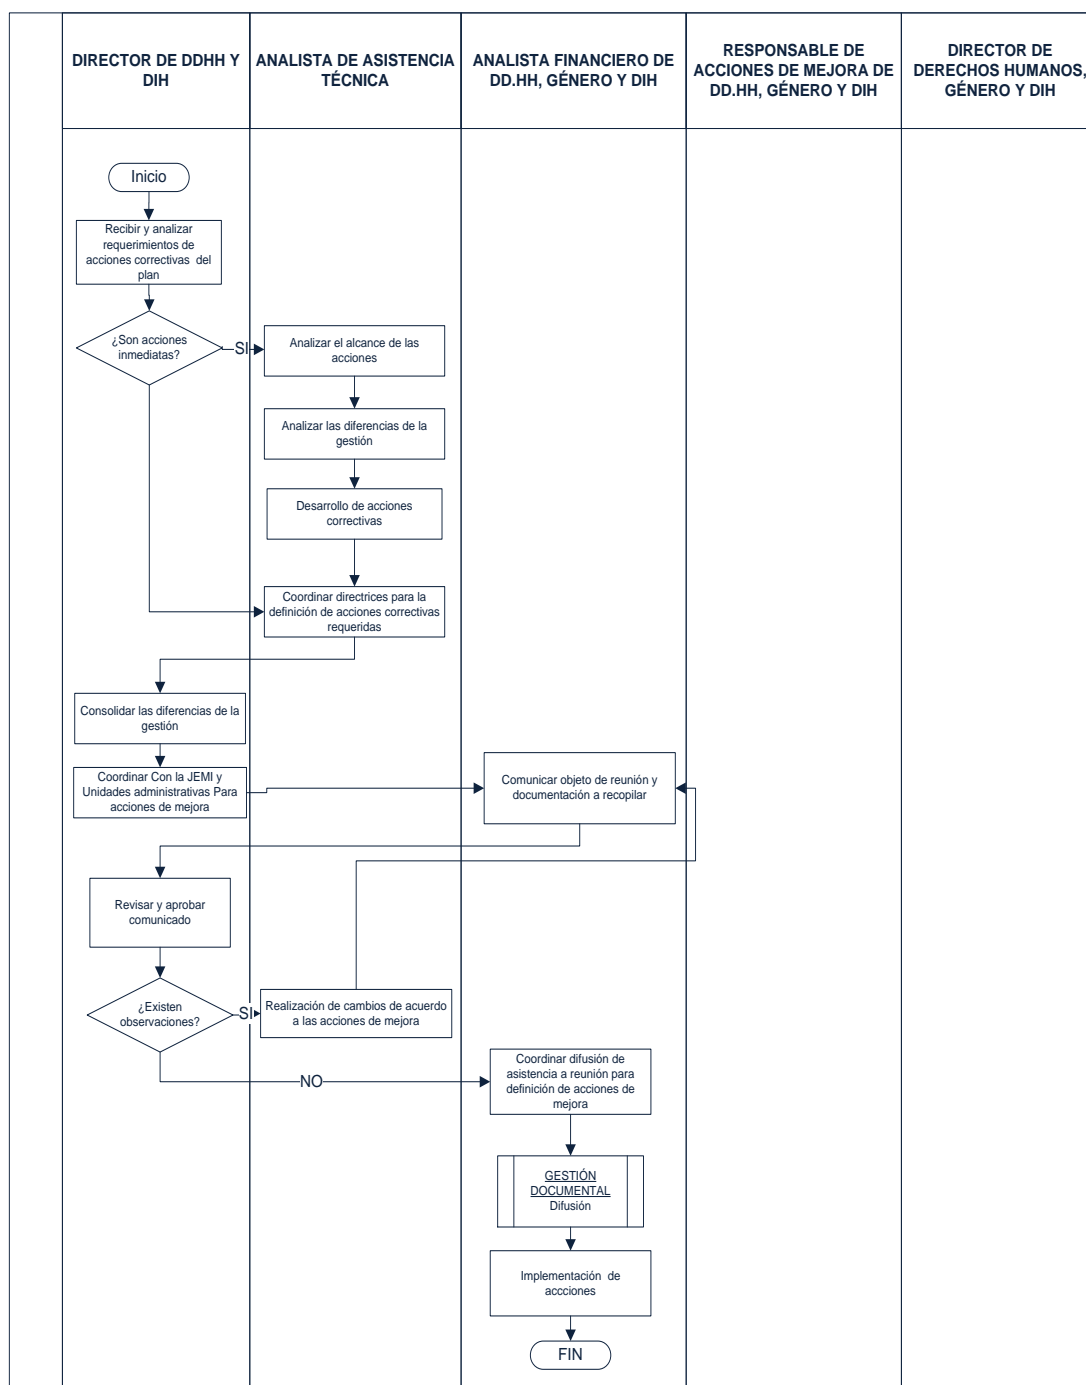 DIRECTOR DE DDHH Y
DIH
ANALISTA DE ASISTENCIA
TÉCNICA
ANALISTA FINANCIERO DE
DD.HH, GÉNERO Y DIH
RESPONSABLE DE
ACCIONES DE MEJORA DE
DD.HH, GÉNERO Y DIH
DIRECTOR DE
DERECHOS HUMANOS,
GÉNERO Y DIH
Inicio
Recibir y analizar
requerimientos de
acciones correctivas del
plan
¿Son acciones
inmediatas?
SI
Analizar el alcance de las
acciones
Analizar las diferencias de la
gestión
Desarrollo de acciones
correctivas
Coordinar directrices para la
definición de acciones correctivas
requeridas
Consolidar las diferencias de la
gestión
Coordinar Con la JEMI y
Unidades administrativas Para
acciones de mejora
Comunicar objeto de reunión y
documentación a recopilar
Revisar y aprobar
comunicado
¿Existen
observaciones?
SI
Realización de cambios de acuerdo
a las acciones de mejora
NO
Coordinar difusión de
asistencia a reunión para
definición de acciones de
mejora
GESTIÓN
DOCUMENTAL
Difusión
Implementación de
accciones
FIN